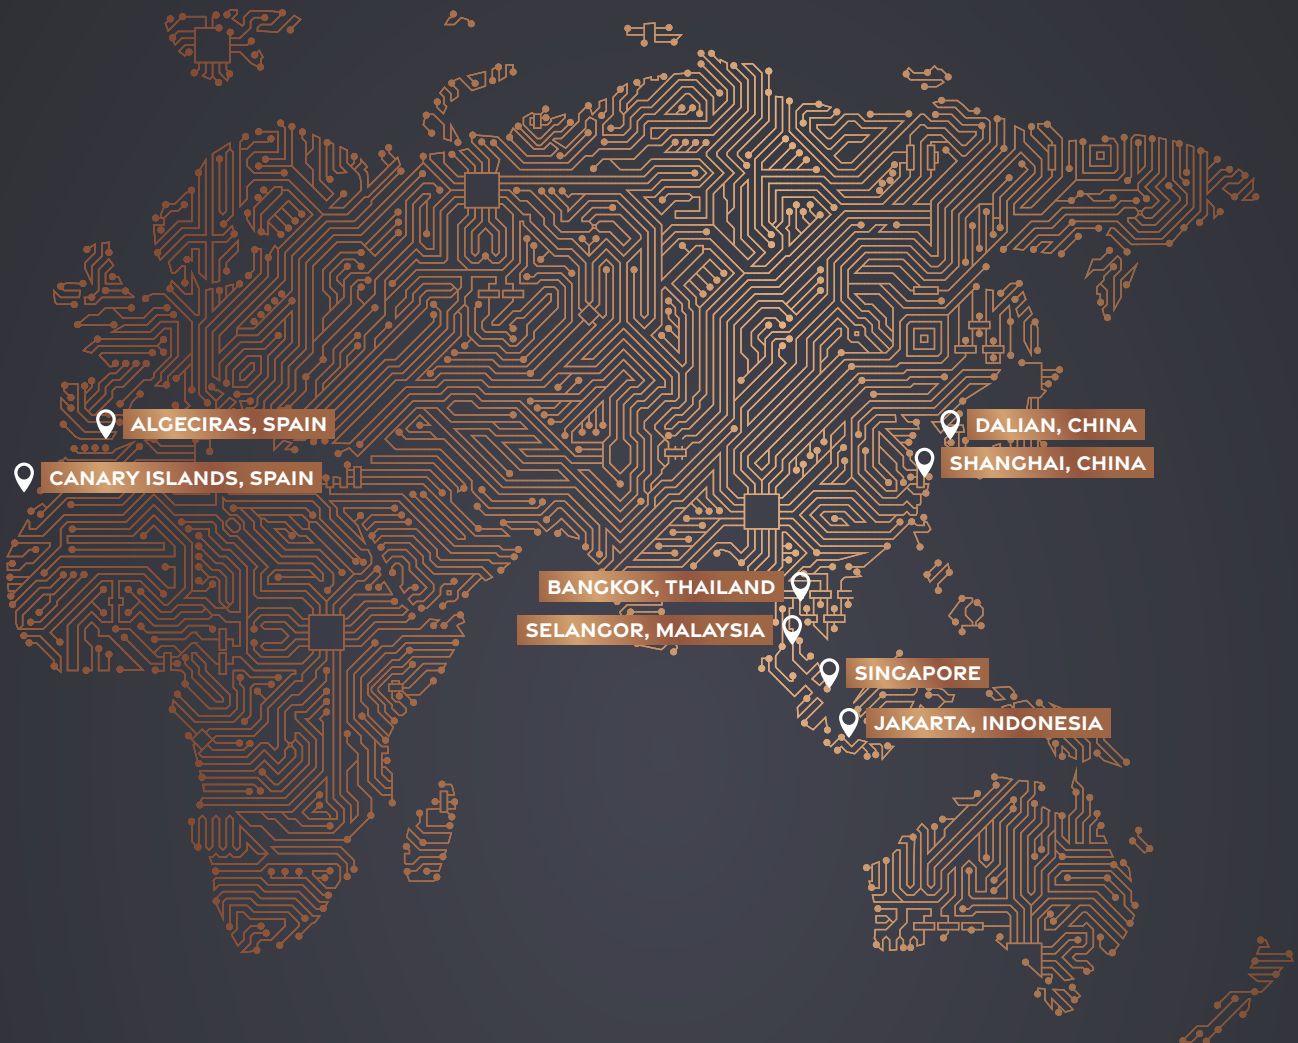 ALGECIRAS, SPAIN
DALIAN, CHINA
SHANGHAI, CHINA
CANARY ISLANDS, SPAIN
BANGKOK, THAILAND
SELANGOR, MALAYSIA
SINGAPORE
JAKARTA, INDONESIA